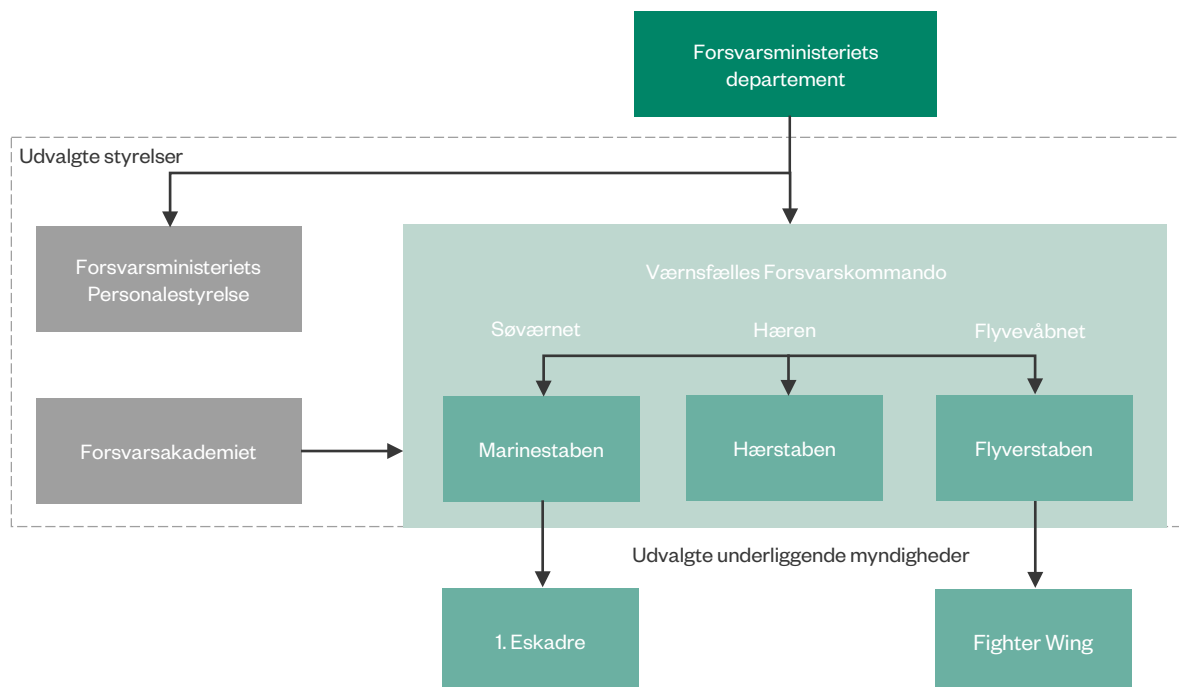 Forsvarsministeriets
departement
Udvalgte styrelser
Forsvarsministeriets
Personalestyrelse
Værnsfælles Forsvarskommando
Søværnet
Hæren
Flyvevåbnet
Forsvarsakademiet
Marinestaben
Hærstaben
Flyverstaben
Udvalgte underliggende myndigheder
1. Eskadre
Fighter Wing